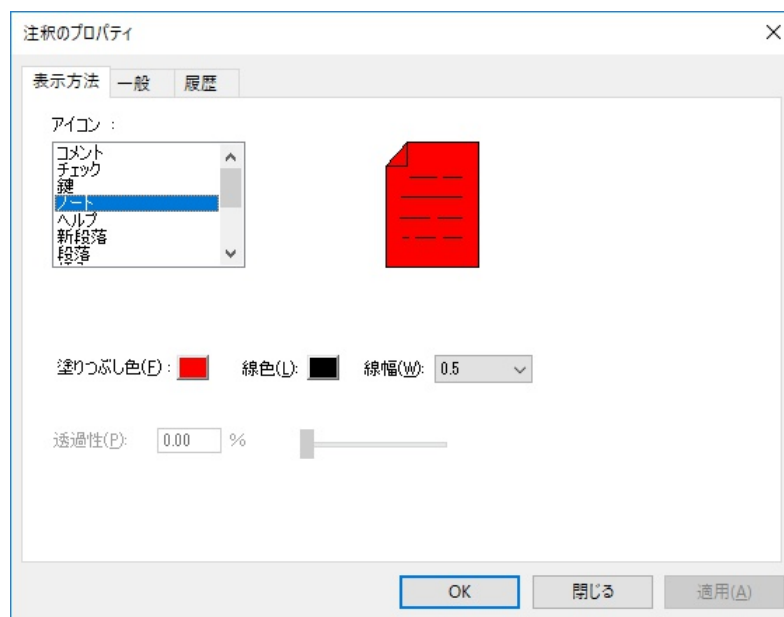 注釈のプロパティ
表示方法 一般 履歴
アイコン :
コメント
チェック
鍵
ノート
ヘルプ
新段落
段落
塗りつぶし色(F) : 線色(L): 線幅(W): 0.5
透過性(P): 0.00 %
OK 閉じる 適用(A)